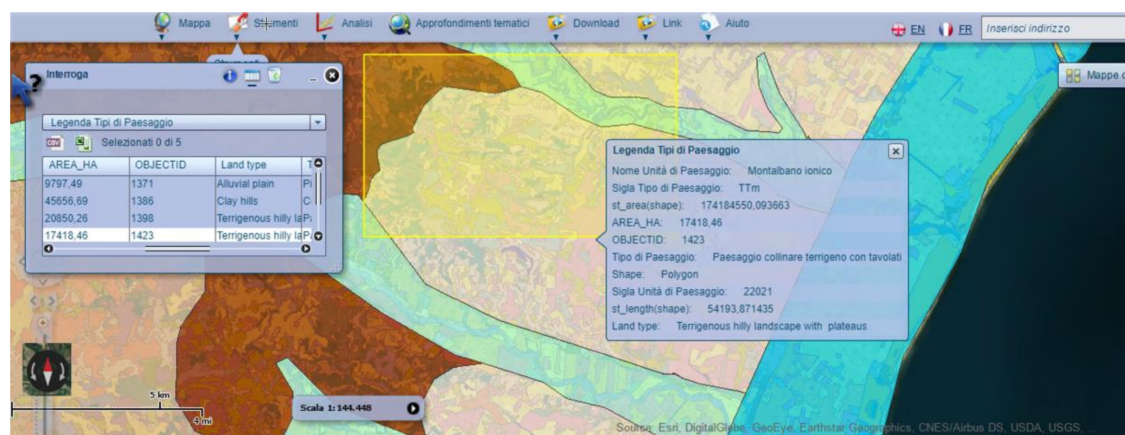 Mappa Strumenti Analisi Approfondimenti tematici Download Link Aiuto
EN FR Inserisci indirizzo
Interroga
Mappe
Legenda Tipi di Paesaggio
CSV Selezionati 0 di 5
AREA_HA OBJECTID Land type
9797,49 1371 Alluvial plain
45656,69 1386 Clay hills
20850,26 1398 Terrigenous hilly la
17418,46 1423 Terrigenous hilly la
Legenda Tipi di Paesaggio
Nome Unità di Paesaggio: Montalbano ionico
Sigla Tipo di Paesaggio: TTm
st_area(shape): 174184550,093663
AREA_HA: 17418,46
OBJECTID: 1423
Tipo di Paesaggio: Paesaggio collinare terrigeno con tavolati
Shape: Polygon
Sigla Unità di Paesaggio: 22021
st_length(shape): 54193,871435
Land type: Terrigenous hilly landscape with plateaus
5 km
4 mi
Scala 1:144.448
Source: Esri, DigitalGlobe, GeoEye, Earthstar Geographics, CNES/Airbus DS, USDA, USGS, ...